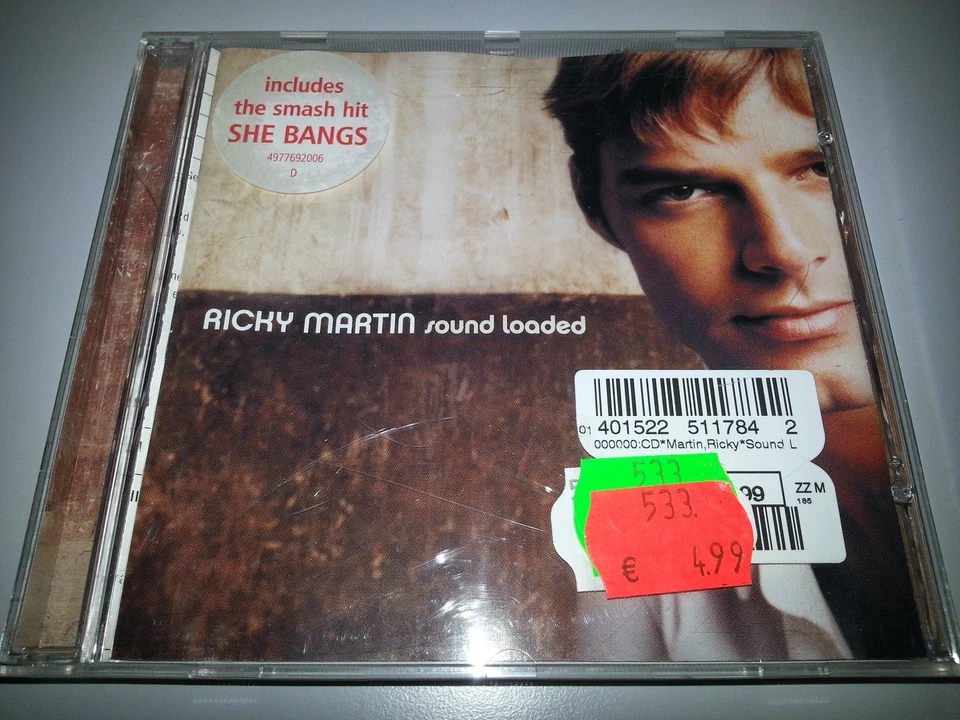 includes
the smash hit
SHE BANGS
4977692006
D
RICKY MARTIN sound loaded
01 401522 511784 2
000000:CD*Martin,Ricky*Sound L
533
99
ZZ M
185
533.
€ 4.99